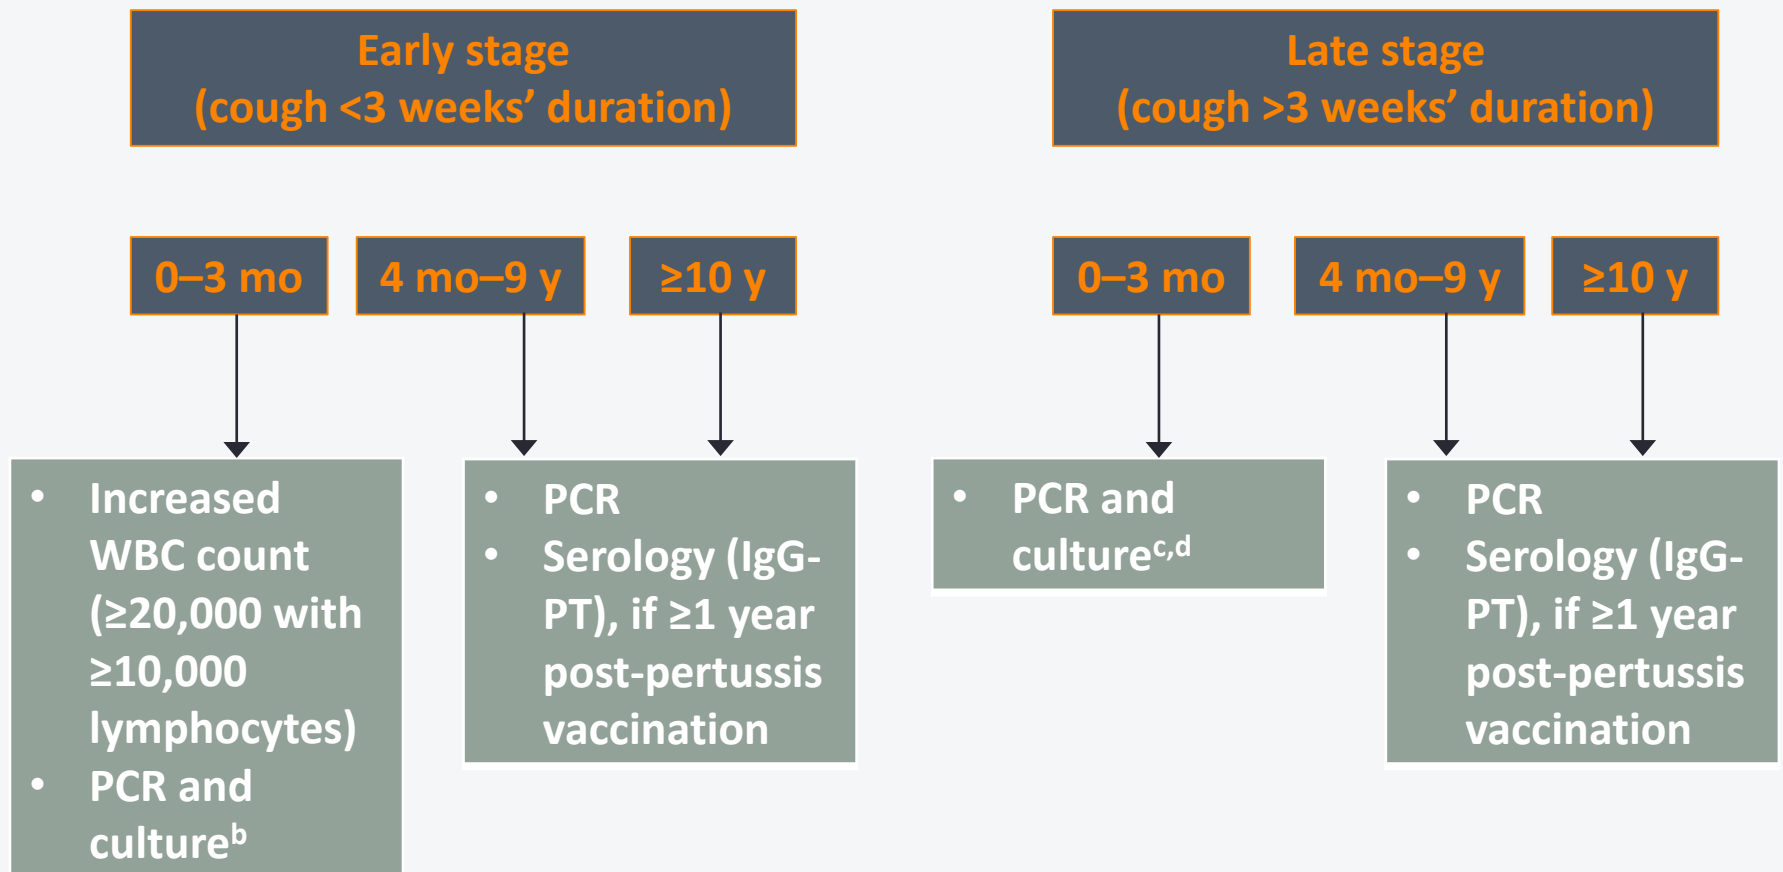 Early stage
(cough <3 weeks’ duration)
Late stage
(cough >3 weeks’ duration)
0–3 mo
4 mo–9 y
≥10 y
0–3 mo
4 mo–9 y
≥10 y
• Increased
WBC count
(≥20,000 with
≥10,000
lymphocytes)
• PCR and
cultureᵇ
• PCR
• Serology (IgG-
PT), if ≥1 year
post-pertussis
vaccination
• PCR and
cultureᶜ,ᵈ
• PCR
• Serology (IgG-
PT), if ≥1 year
post-pertussis
vaccination